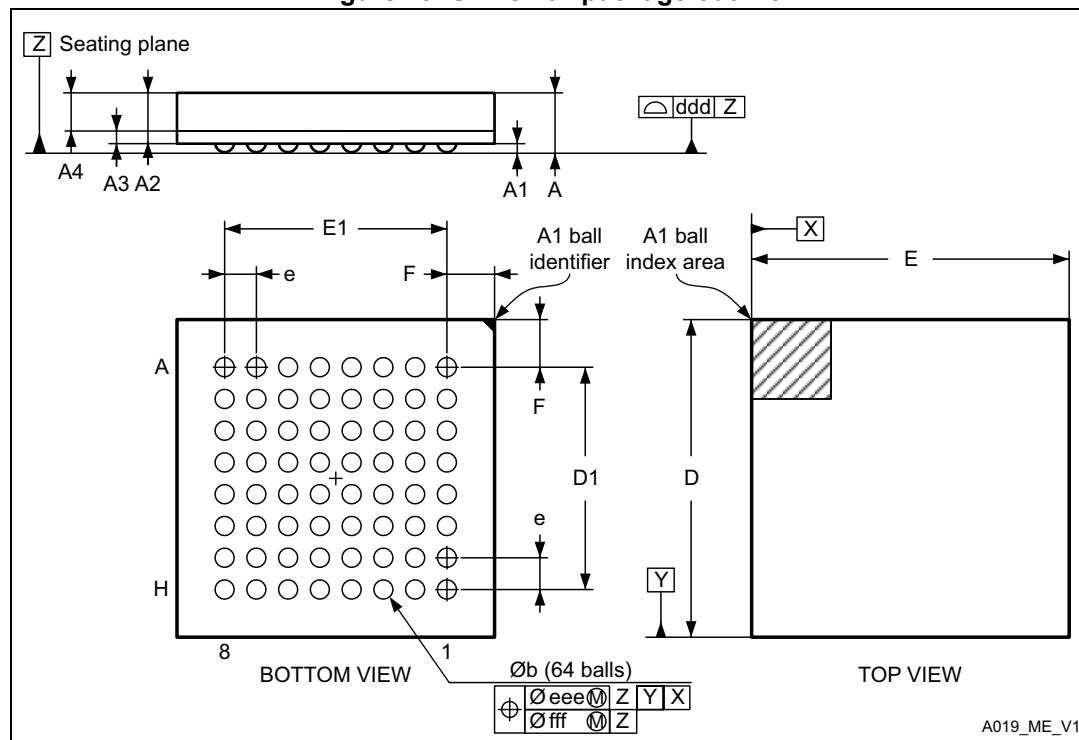 Z Seating plane
ddd Z
A4
A3 A2
A1 A
E1
A1 ball
identifier
A1 ball
index area
X
E
e
F
A
F
D1
D
e
H
Y
8
1
BOTTOM VIEW
Øb (64 balls)
TOP VIEW
Ø eee Ⓜ Z Y X
Ø fff Ⓜ Z
A019_ME_V1